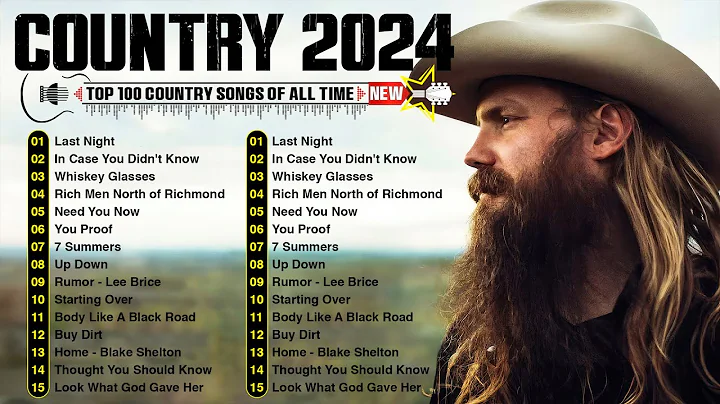 COUNTRY 2024
TOP 100 COUNTRY SONGS OF ALL TIME NEW
01 Last Night
02 In Case You Didn't Know
03 Whiskey Glasses
04 Rich Men North of Richmond
05 Need You Now
06 You Proof
07 7 Summers
08 Up Down
09 Rumor - Lee Brice
10 Starting Over
11 Body Like A Black Road
12 Buy Dirt
13 Home - Blake Shelton
14 Thought You Should Know
15 Look What God Gave Her
01 Last Night
02 In Case You Didn't Know
03 Whiskey Glasses
04 Rich Men North of Richmond
05 Need You Now
06 You Proof
07 7 Summers
08 Up Down
09 Rumor - Lee Brice
10 Starting Over
11 Body Like A Black Road
12 Buy Dirt
13 Home - Blake Shelton
14 Thought You Should Know
15 Look What God Gave Her